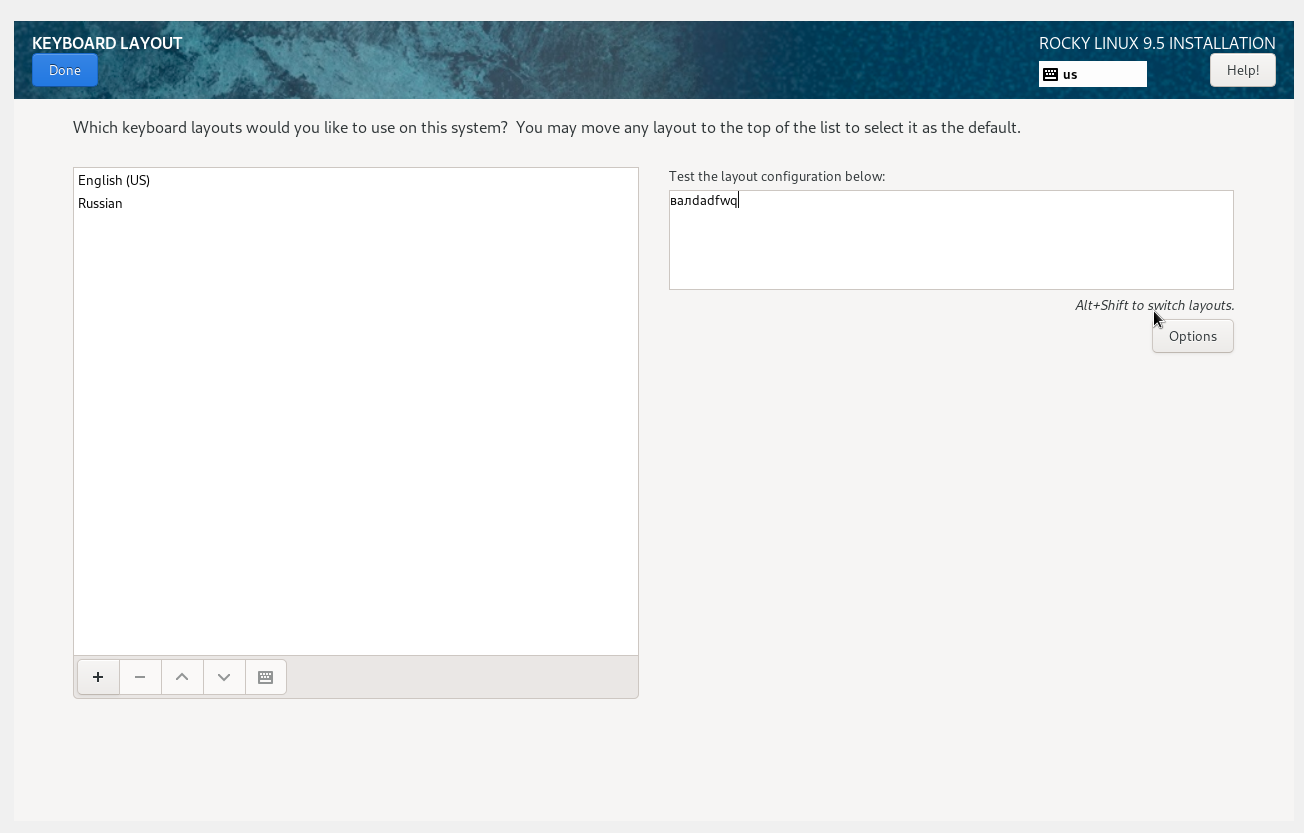 KEYBOARD LAYOUT
ROCKY LINUX 9.5 INSTALLATION
Done
us
Help!
Which keyboard layouts would you like to use on this system?  You may move any layout to the top of the list to select it as the default.
English (US)
Russian
Test the layout configuration below:
валdadfwq
Alt+Shift to switch layouts.
Options